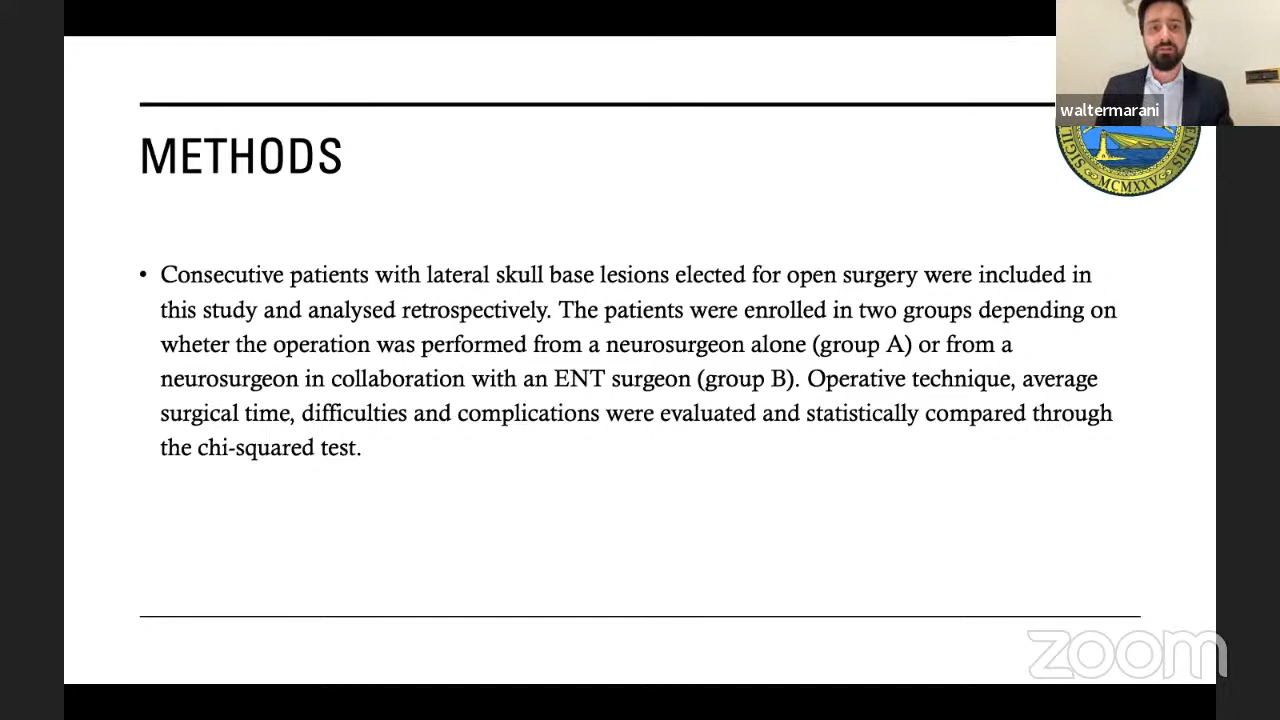 waltermarani
SIGIL
ENSIS
MCMXXV
METHODS
• Consecutive patients with lateral skull base lesions elected for open surgery were included in
this study and analysed retrospectively. The patients were enrolled in two groups depending on
wheter the operation was performed from a neurosurgeon alone (group A) or from a
neurosurgeon in collaboration with an ENT surgeon (group B). Operative technique, average
surgical time, difficulties and complications were evaluated and statistically compared through
the chi-squared test.
zoom